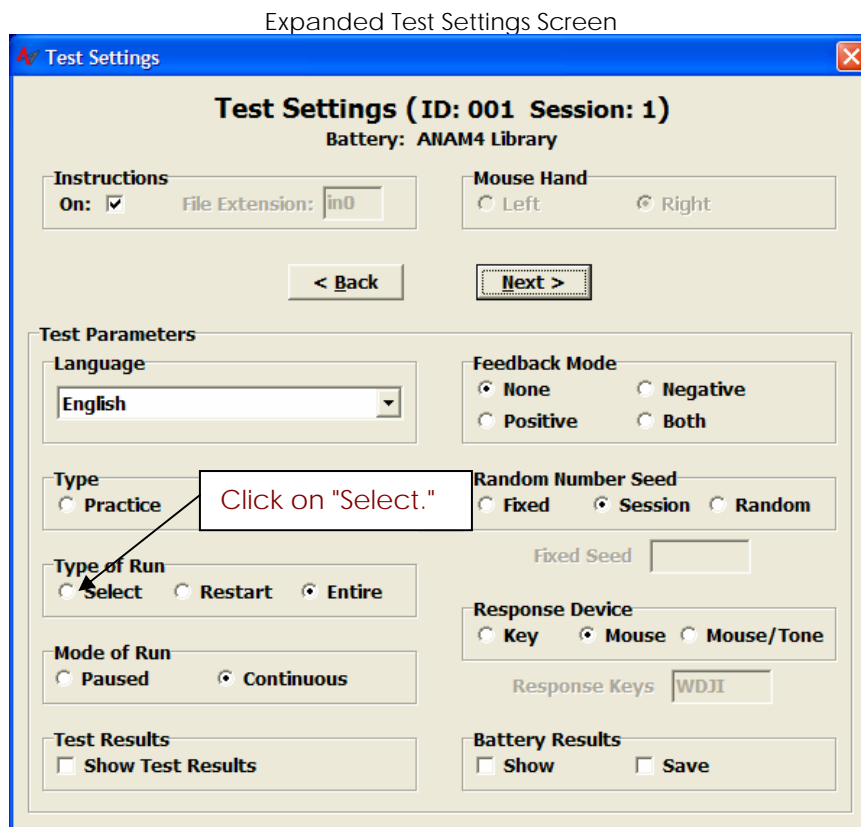 Expanded Test Settings Screen
Test Settings
Test Settings (ID: 001 Session: 1)
Battery: ANAM4 Library
Instructions
On: File Extension: in0
Mouse Hand
Left Right
< Back Next >
Test Parameters
Language
English
Feedback Mode
None Negative
Positive Both
Type
Practice
Click on "Select."
Random Number Seed
Fixed Session Random
Fixed Seed
Type of Run
Select Restart Entire
Response Device
Key Mouse Mouse/Tone
Mode of Run
Paused Continuous
Response Keys WDJI
Test Results
Show Test Results
Battery Results
Show Save